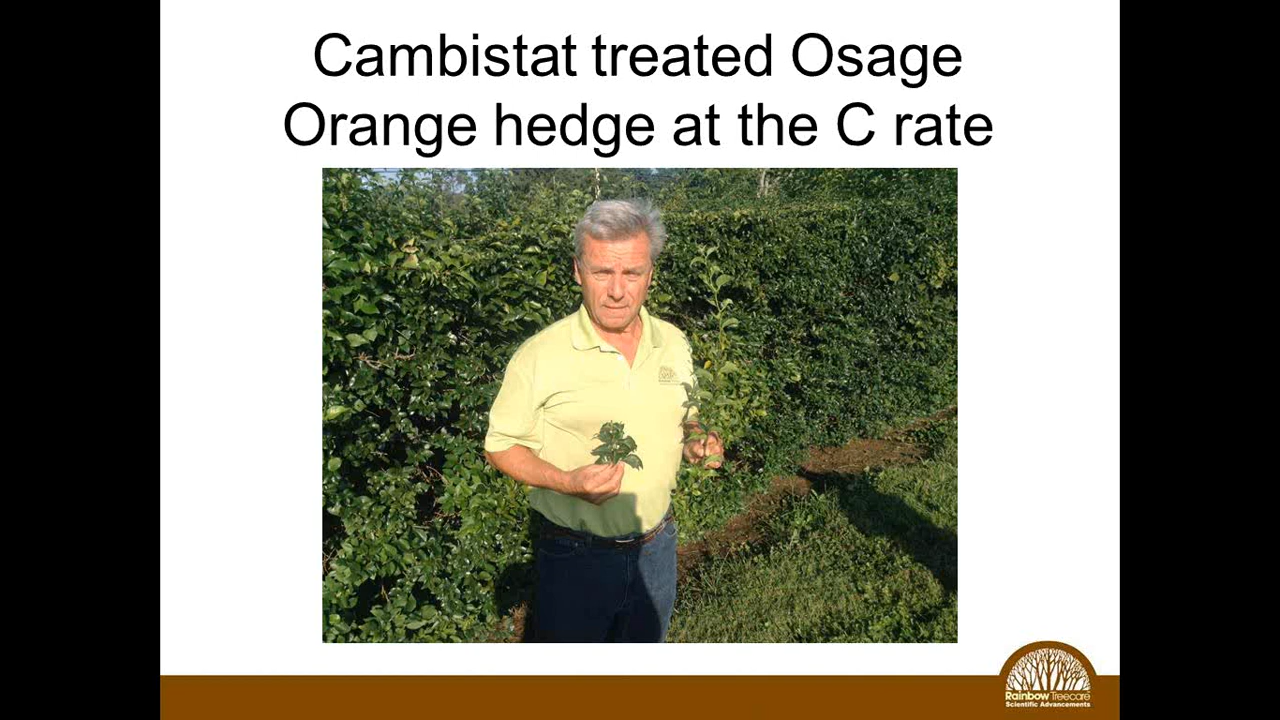 Cambistat treated Osage
Orange hedge at the C rate
Rainbow Treecare
Scientific Advancements